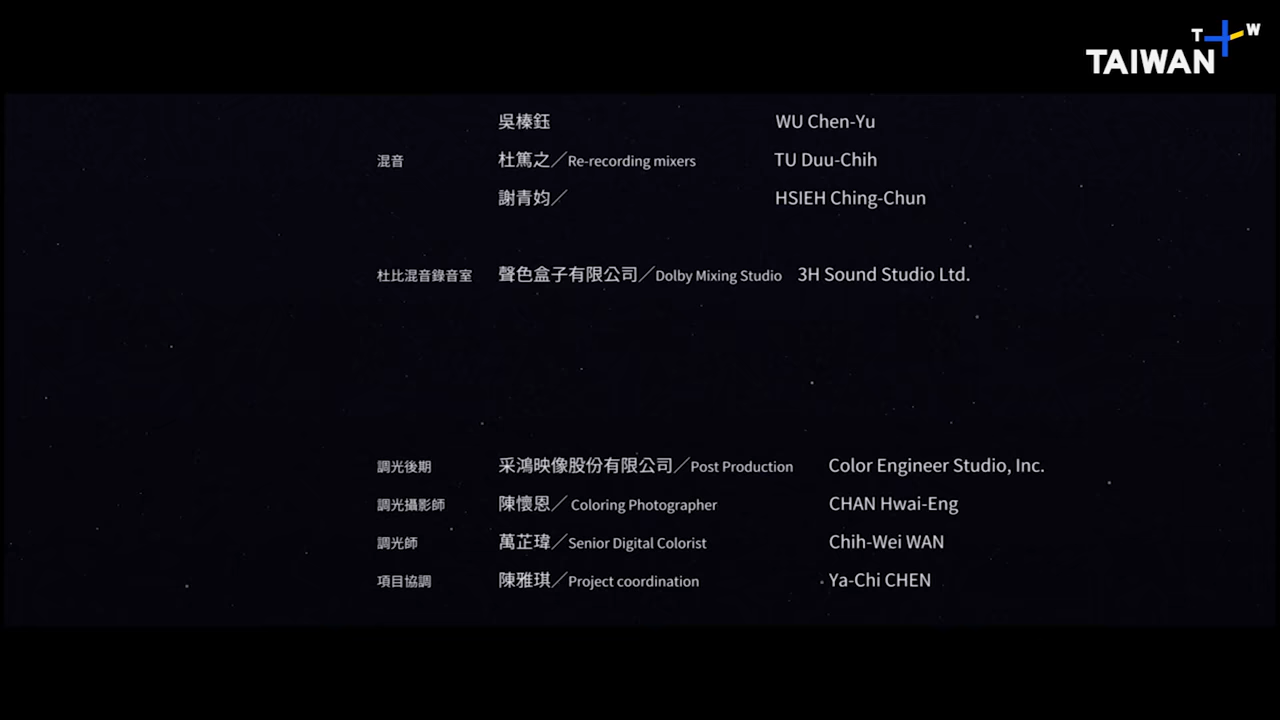 T W
TAIWAN
吳榛鈺 WU Chen-Yu
混音 杜篤之／Re-recording mixers TU Duu-Chih
謝青㚬／ HSIEH Ching-Chun
杜比混音錄音室 聲色盒子有限公司／Dolby Mixing Studio 3H Sound Studio Ltd.
調光後期 采鴻映像股份有限公司／Post Production Color Engineer Studio, Inc.
調光攝影師 陳懷恩／ Coloring Photographer CHAN Hwai-Eng
調光師 萬芷瑋／Senior Digital Colorist Chih-Wei WAN
項目協調 陳雅琪／Project coordination Ya-Chi CHEN